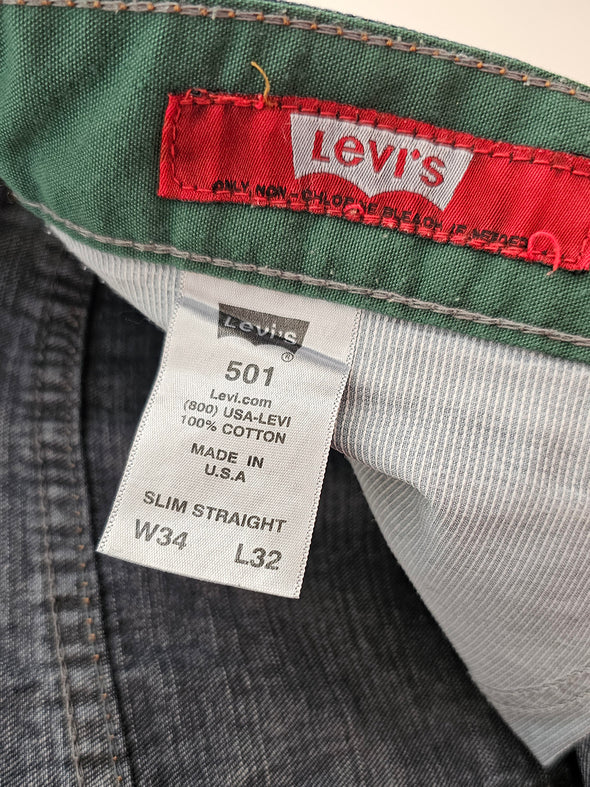 Levi's
ONLY NON-CHLORINE BLEACH IF NEEDED
Levi's
®
501
Levi.com
(800) USA-LEVI
100% COTTON
MADE IN
U.S.A
SLIM STRAIGHT
W34 L32